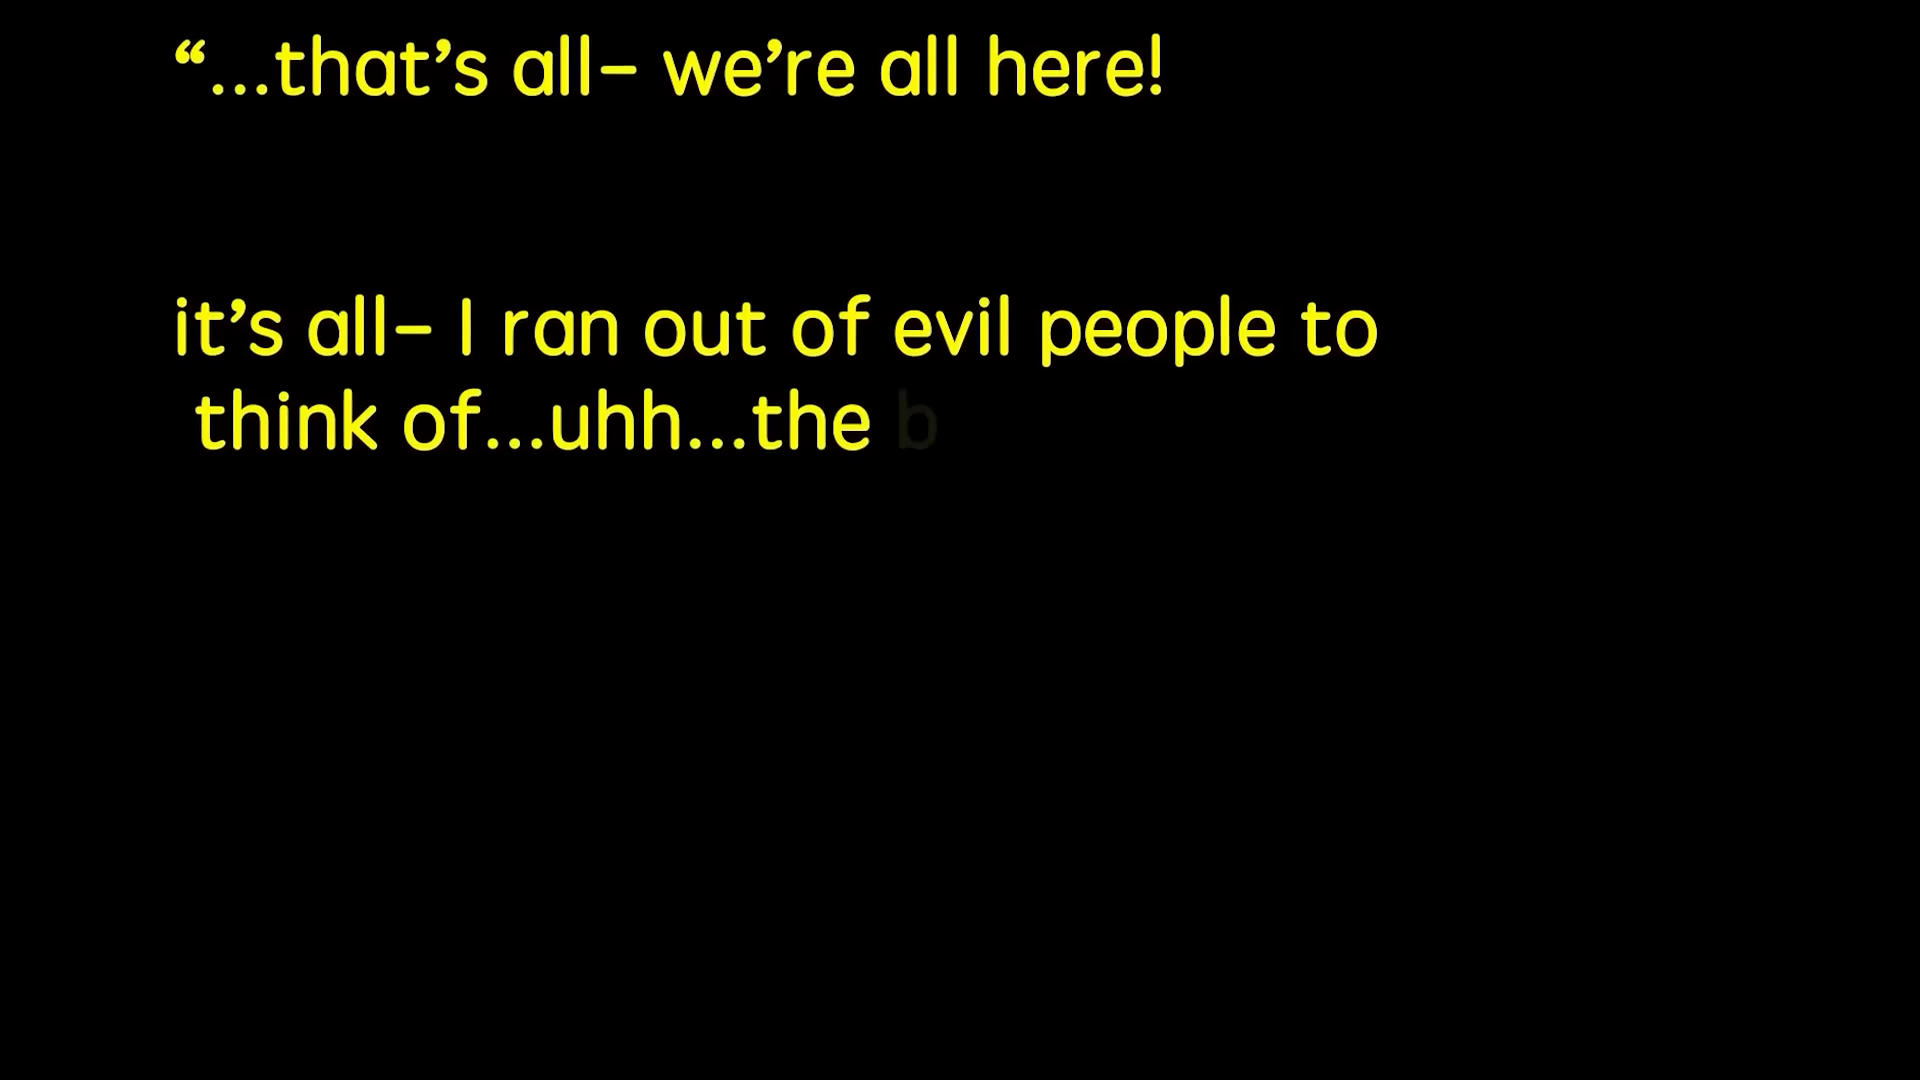 “...that’s all– we’re all here!
it’s all– I ran out of evil people to
think of...uhh...the b